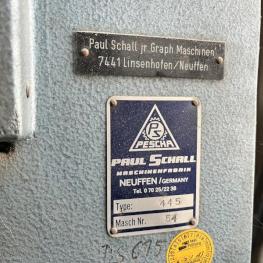 Paul Schall jr. Graph. Maschinen
7441 Linsenhofen/Neuffen
PESCHA
PAUL SCHALL
MASCHINENFABRIK
NEUFFEN/GERMANY
Tel. 0 70 25/22 30
Type: 445
Masch Nr. 54